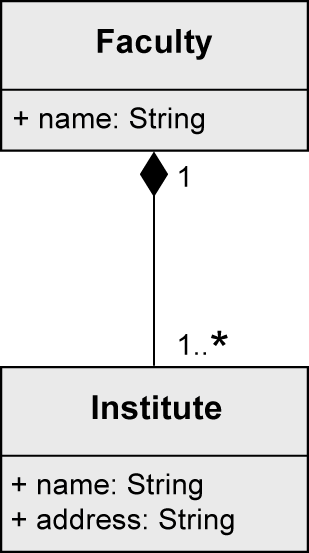 Faculty
+ name: String
1
1..*
Institute
+ name: String
+ address: String